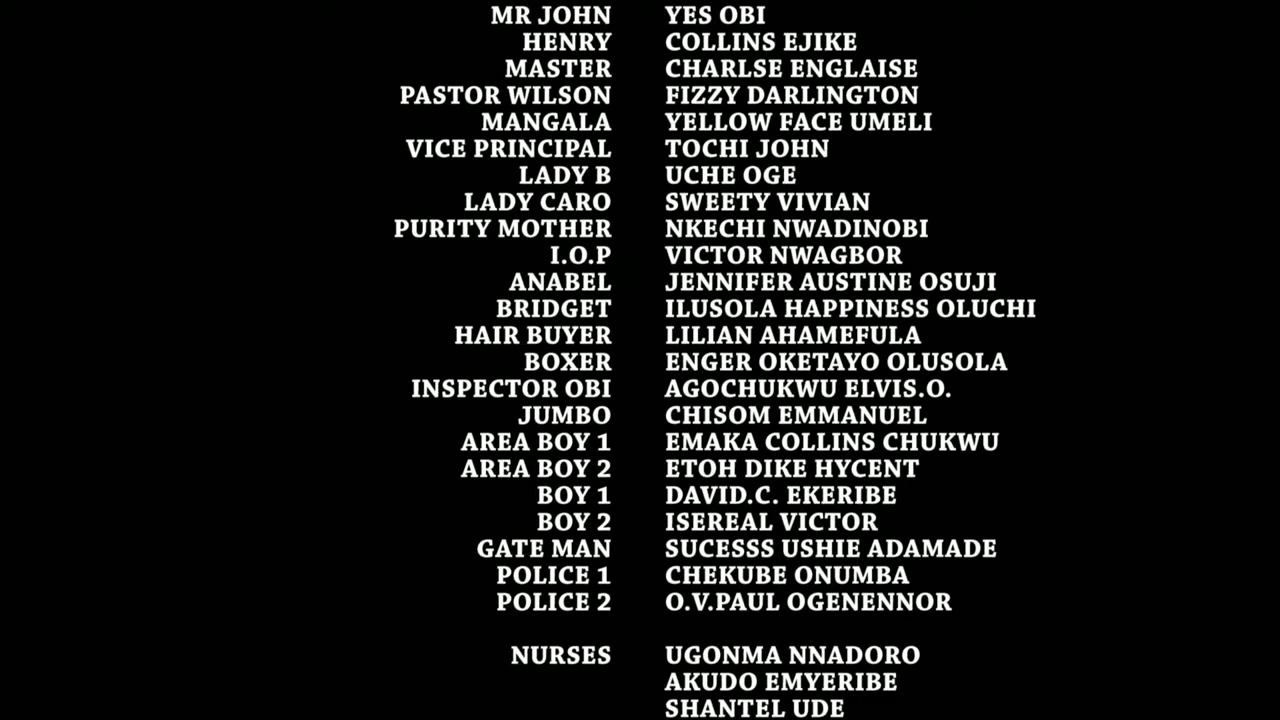 MR JOHN YES OBI
HENRY COLLINS EJIKE
MASTER CHARLSE ENGLAISE
PASTOR WILSON FIZZY DARLINGTON
MANGALA YELLOW FACE UMELI
VICE PRINCIPAL TOCHI JOHN
LADY B UCHE OGE
LADY CARO SWEETY VIVIAN
PURITY MOTHER NKECHI NWADINOBI
I.O.P VICTOR NWAGBOR
ANABEL JENNIFER AUSTINE OSUJI
BRIDGET ILUSOLA HAPPINESS OLUCHI
HAIR BUYER LILIAN AHAMEFULA
BOXER ENGER OKETAYO OLUSOLA
INSPECTOR OBI AGOCHUKWU ELVIS.O.
JUMBO CHISOM EMMANUEL
AREA BOY 1 EMAKA COLLINS CHUKWU
AREA BOY 2 ETOH DIKE HYCENT
BOY 1 DAVID.C. EKERIBE
BOY 2 ISEREAL VICTOR
GATE MAN SUCESSS USHIE ADAMADE
POLICE 1 CHEKUBE ONUMBA
POLICE 2 O.V.PAUL OGENENNOR
NURSES UGONMA NNADORO
AKUDO EMYERIBE
SHANTEL UDE